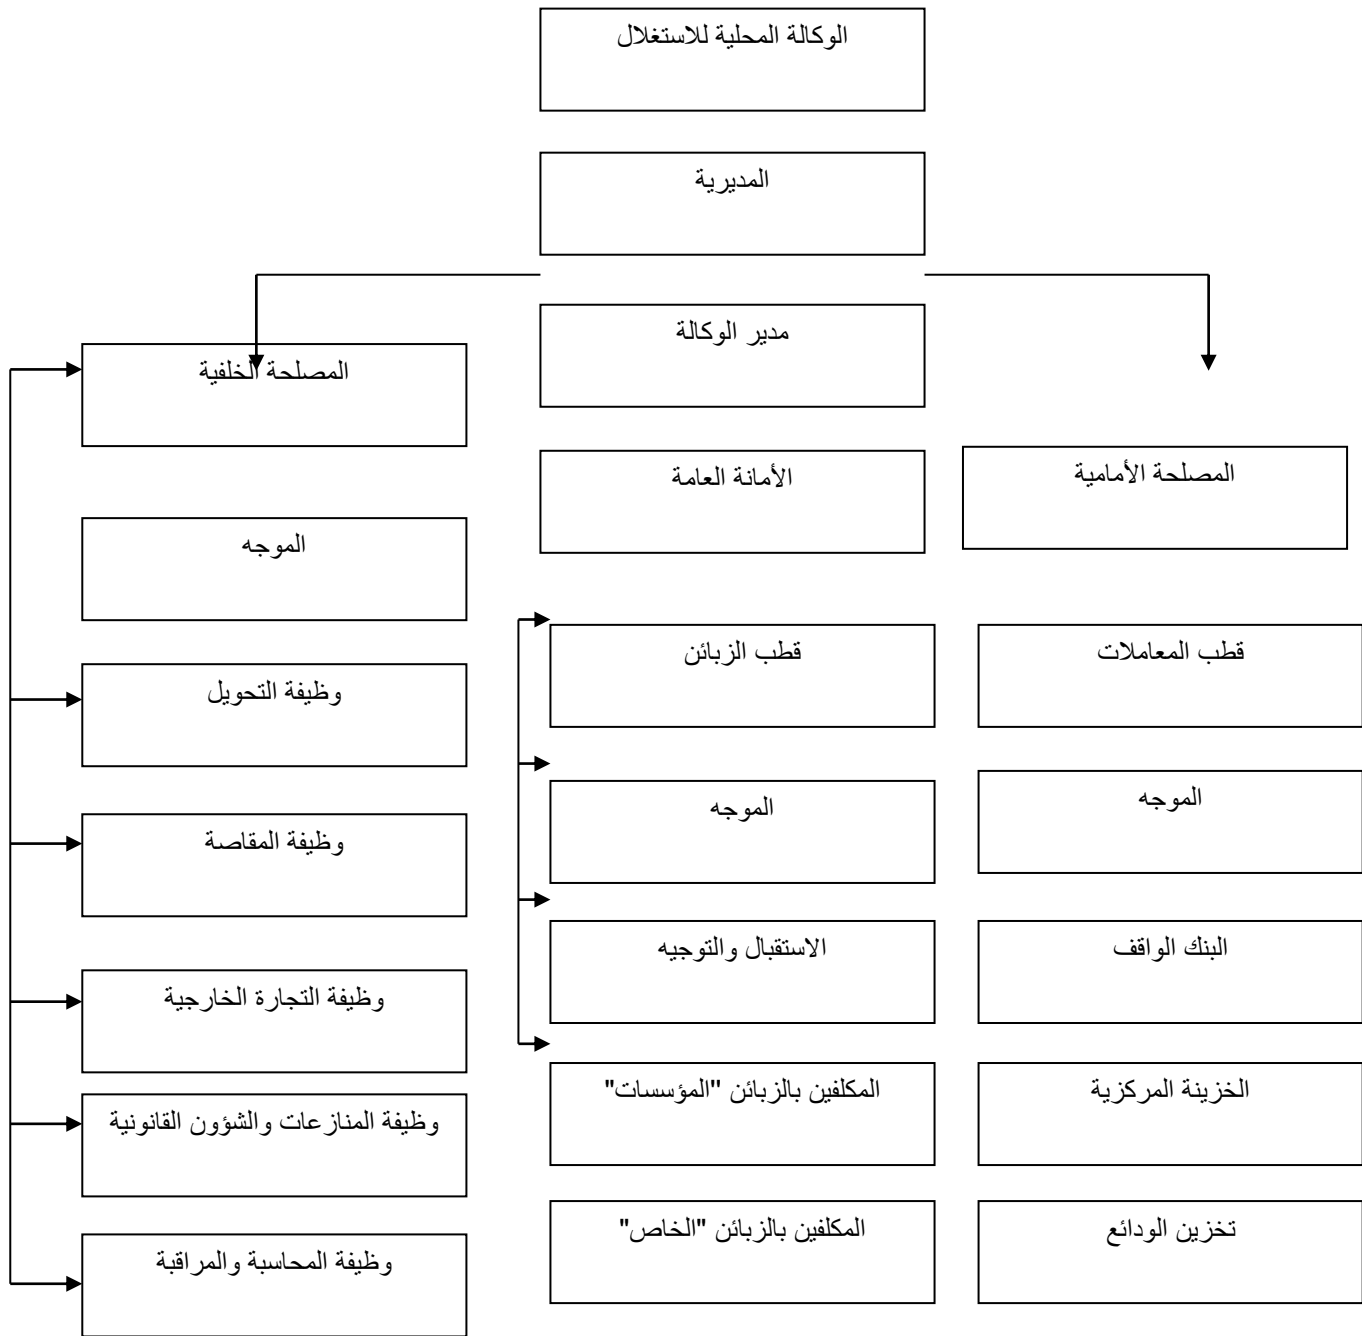 الوكالة المحلية للاستغلال
المديرية
مدير الوكالة
المصلحة الخلفية
الأمانة العامة
المصلحة الأمامية
الموجه
قطب المعاملات
قطب الزبائن
وظيفة التحويل
الموجه
الموجه
وظيفة المقاصة
البنك الواقف
الاستقبال والتوجيه
وظيفة التجارة الخارجية
الخزينة المركزية
المكلفين بالزبائن "المؤسسات"
وظيفة المنازعات والشؤون القانونية
تخزين الودائع
المكلفين بالزبائن "الخاص"
وظيفة المحاسبة والمراقبة